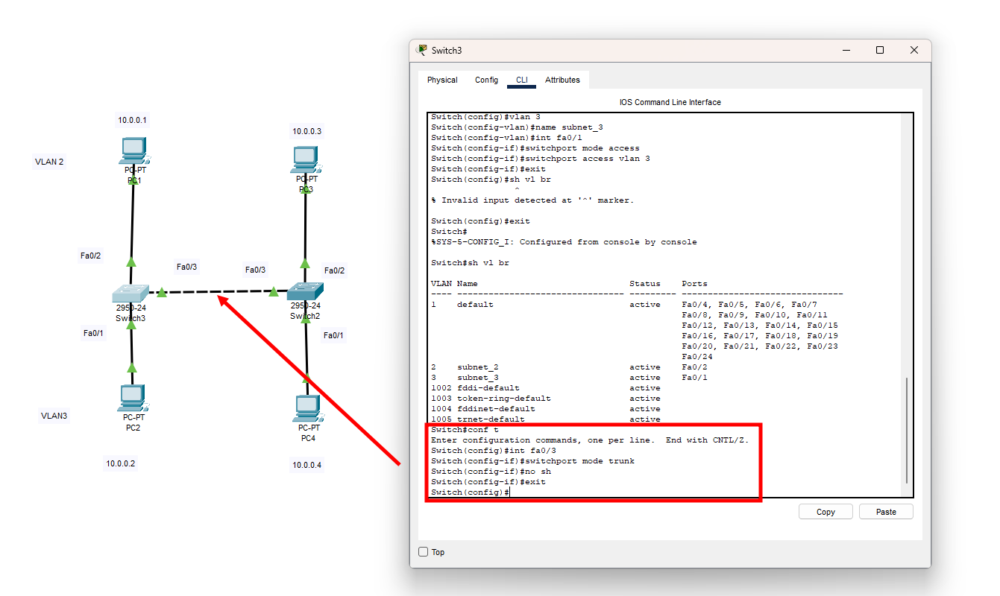 10.0.0.1
10.0.0.3
VLAN 2
PC-PT
PC1
PC-PT
PC3
Fa0/2
Fa0/3
Fa0/3
Fa0/2
2950-24
Switch3
2950-24
Switch2
Fa0/1
Fa0/1
VLAN3
PC-PT
PC2
PC-PT
PC4
10.0.0.2
10.0.0.4
Switch3
Physical Config CLI Attributes
IOS Command Line Interface
Switch(config)#vlan 3
Switch(config-vlan)#name subnet_3
Switch(config-vlan)#int fa0/1
Switch(config-if)#switchport mode access
Switch(config-if)#switchport access vlan 3
Switch(config-if)#exit
Switch(config)#sh vl br
^
% Invalid input detected at '^' marker.
Switch(config)#exit
Switch#
%SYS-5-CONFIG_I: Configured from console by console
Switch#sh vl br
VLAN Name Status Ports
---- -------------------------------- --------- -------------------------------
1 default active Fa0/4, Fa0/5, Fa0/6, Fa0/7
Fa0/8, Fa0/9, Fa0/10, Fa0/11
Fa0/12, Fa0/13, Fa0/14, Fa0/15
Fa0/16, Fa0/17, Fa0/18, Fa0/19
Fa0/20, Fa0/21, Fa0/22, Fa0/23
Fa0/24
2 subnet_2 active Fa0/2
3 subnet_3 active Fa0/1
1002 fddi-default active
1003 token-ring-default active
1004 fddinet-default active
1005 trnet-default active
Switch#conf t
Enter configuration commands, one per line. End with CNTL/Z.
Switch(config)#int fa0/3
Switch(config-if)#switchport mode trunk
Switch(config-if)#no sh
Switch(config-if)#exit
Switch(config)#
Copy Paste
Top